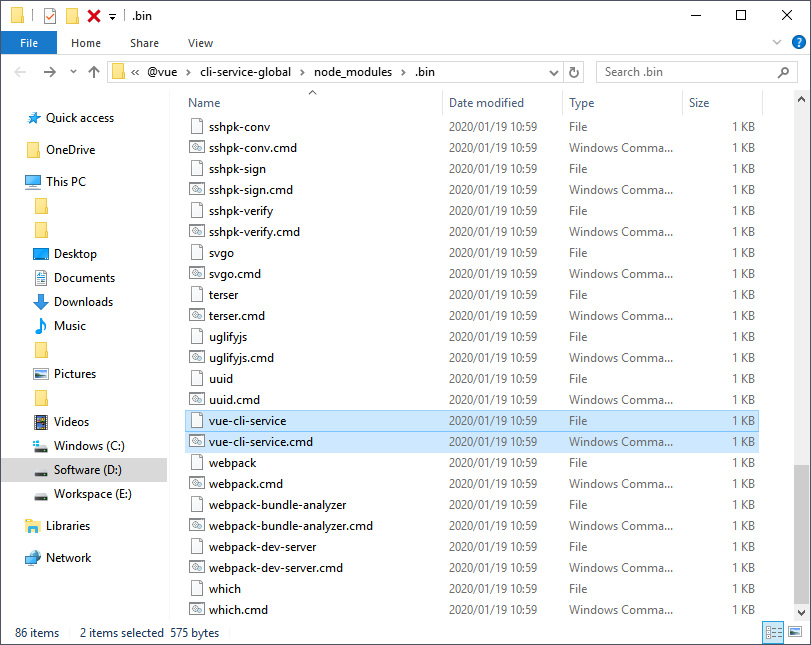 .bin
File Home Share View ?
« @vue > cli-service-global > node_modules > .bin Search .bin
Name Date modified Type Size
Quick access
OneDrive
This PC
Desktop
Documents
Downloads
Music
Pictures
Videos
Windows (C:)
Software (D:)
Workspace (E:)
Libraries
Network
sshpk-conv 2020/01/19 10:59 File 1 KB
sshpk-conv.cmd 2020/01/19 10:59 Windows Comma... 1 KB
sshpk-sign 2020/01/19 10:59 File 1 KB
sshpk-sign.cmd 2020/01/19 10:59 Windows Comma... 1 KB
sshpk-verify 2020/01/19 10:59 File 1 KB
sshpk-verify.cmd 2020/01/19 10:59 Windows Comma... 1 KB
svgo 2020/01/19 10:59 File 1 KB
svgo.cmd 2020/01/19 10:59 Windows Comma... 1 KB
terser 2020/01/19 10:59 File 1 KB
terser.cmd 2020/01/19 10:59 Windows Comma... 1 KB
uglifyjs 2020/01/19 10:59 File 1 KB
uglifyjs.cmd 2020/01/19 10:59 Windows Comma... 1 KB
uuid 2020/01/19 10:59 File 1 KB
uuid.cmd 2020/01/19 10:59 Windows Comma... 1 KB
vue-cli-service 2020/01/19 10:59 File 1 KB
vue-cli-service.cmd 2020/01/19 10:59 Windows Comma... 1 KB
webpack 2020/01/19 10:59 File 1 KB
webpack.cmd 2020/01/19 10:59 Windows Comma... 1 KB
webpack-bundle-analyzer 2020/01/19 10:59 File 1 KB
webpack-bundle-analyzer.cmd 2020/01/19 10:59 Windows Comma... 1 KB
webpack-dev-server 2020/01/19 10:59 File 1 KB
webpack-dev-server.cmd 2020/01/19 10:59 Windows Comma... 1 KB
which 2020/01/19 10:59 File 1 KB
which.cmd 2020/01/19 10:59 Windows Comma... 1 KB
86 items 2 items selected 575 bytes